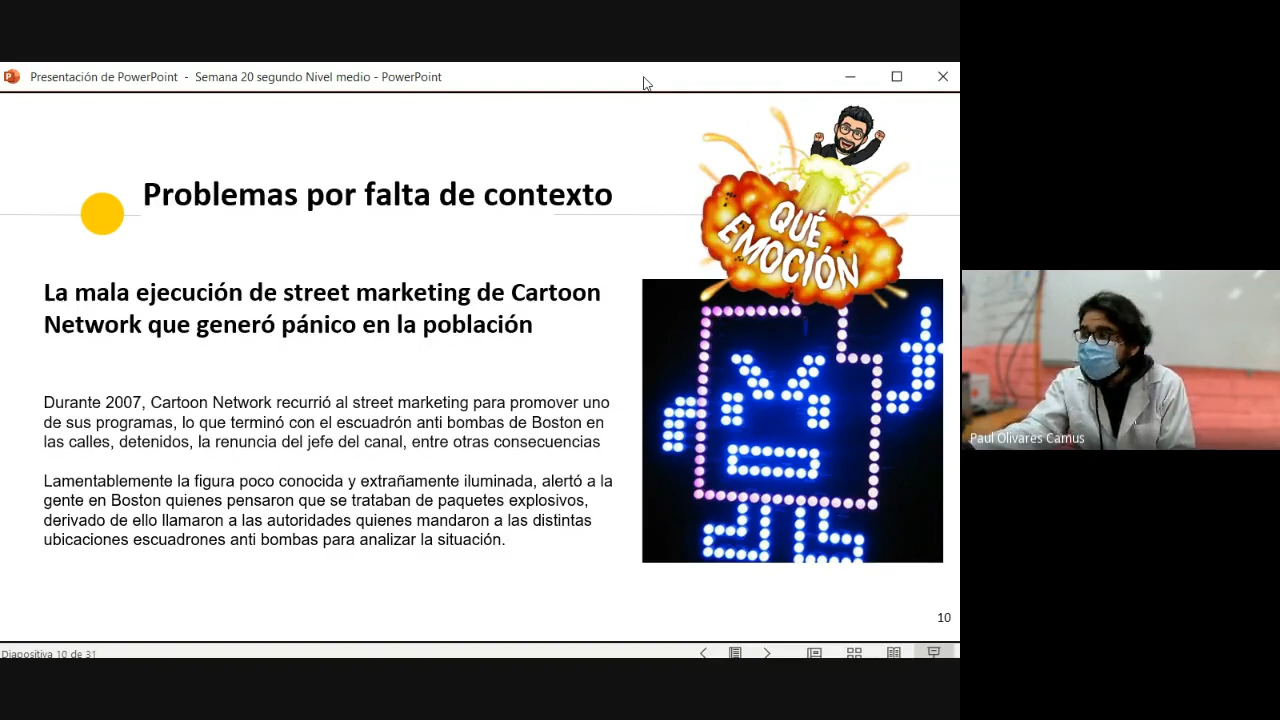 Presentación de PowerPoint - Semana 20 segundo Nivel medio - PowerPoint
Problemas por falta de contexto
QUÉ
EMOCIÓN
La mala ejecución de street marketing de Cartoon
Network que generó pánico en la población
Durante 2007, Cartoon Network recurrió al street marketing para promover uno
de sus programas, lo que terminó con el escuadrón anti bombas de Boston en
las calles, detenidos, la renuncia del jefe del canal, entre otras consecuencias
Lamentablemente la figura poco conocida y extrañamente iluminada, alertó a la
gente en Boston quienes pensaron que se trataban de paquetes explosivos,
derivado de ello llamaron a las autoridades quienes mandaron a las distintas
ubicaciones escuadrones anti bombas para analizar la situación.
10
Diapositiva 10 de 31
Paul Olivares Camus